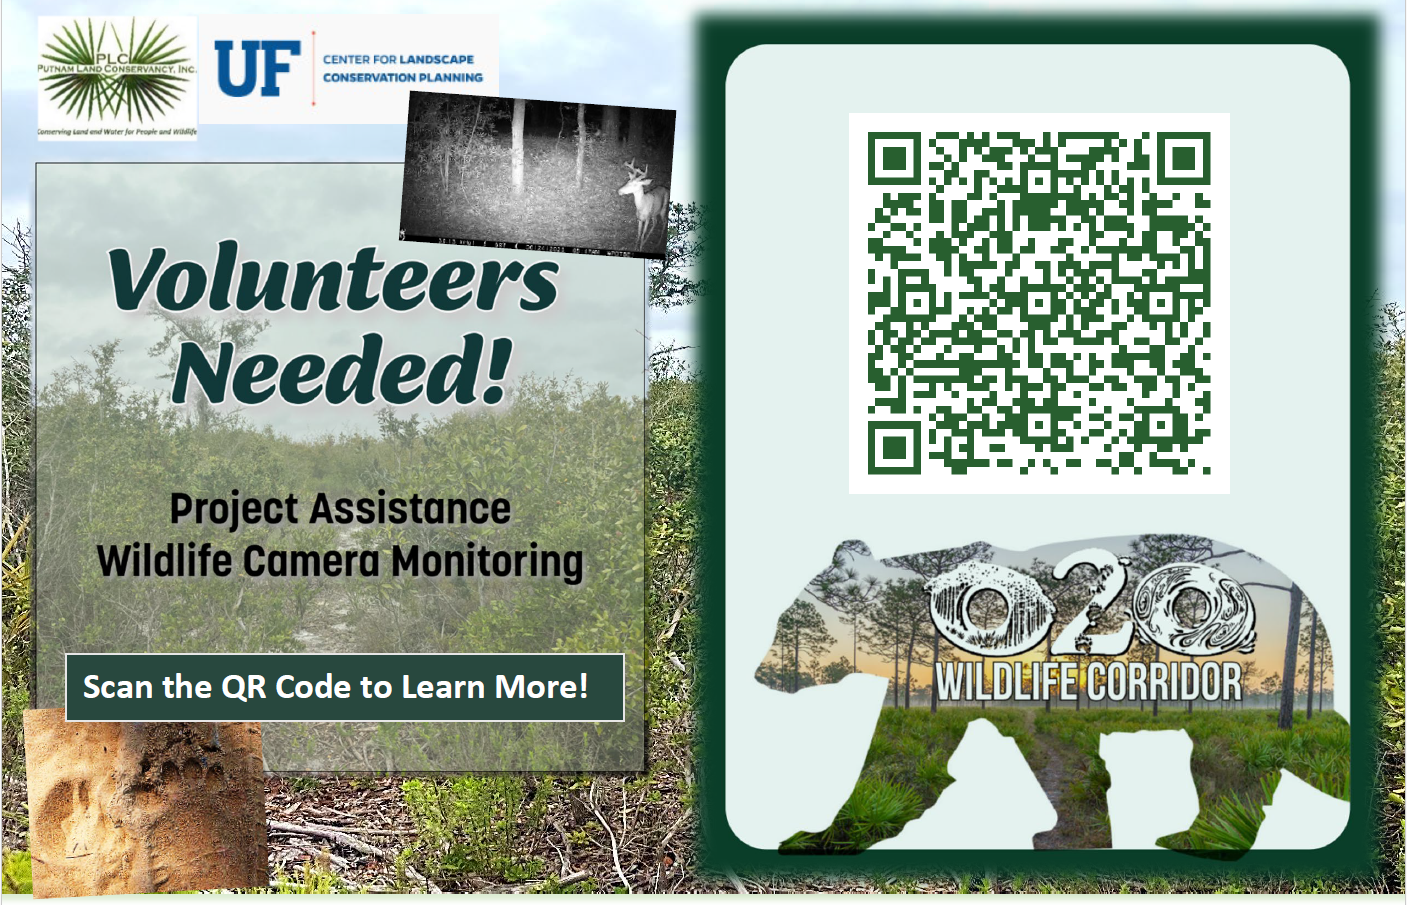 PLC
PUTNAM LAND CONSERVANCY, INC.
Conserving Land and Water for People and Wildlife
UF
CENTER FOR LANDSCAPE
CONSERVATION PLANNING
Volunteers
Needed!
Project Assistance
Wildlife Camera Monitoring
Scan the QR Code to Learn More!
O2O
WILDLIFE CORRIDOR